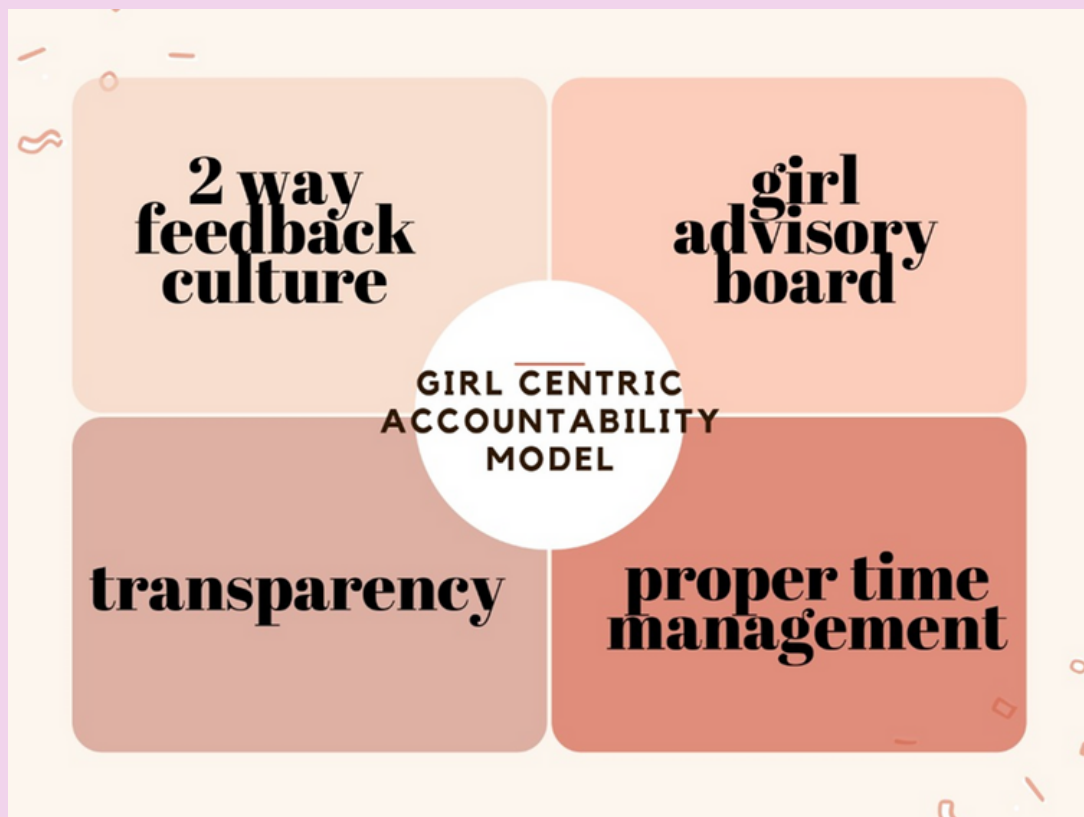 2 way
feedback
culture
girl
advisory
board
GIRL CENTRIC
ACCOUNTABILITY
MODEL
transparency
proper time
management